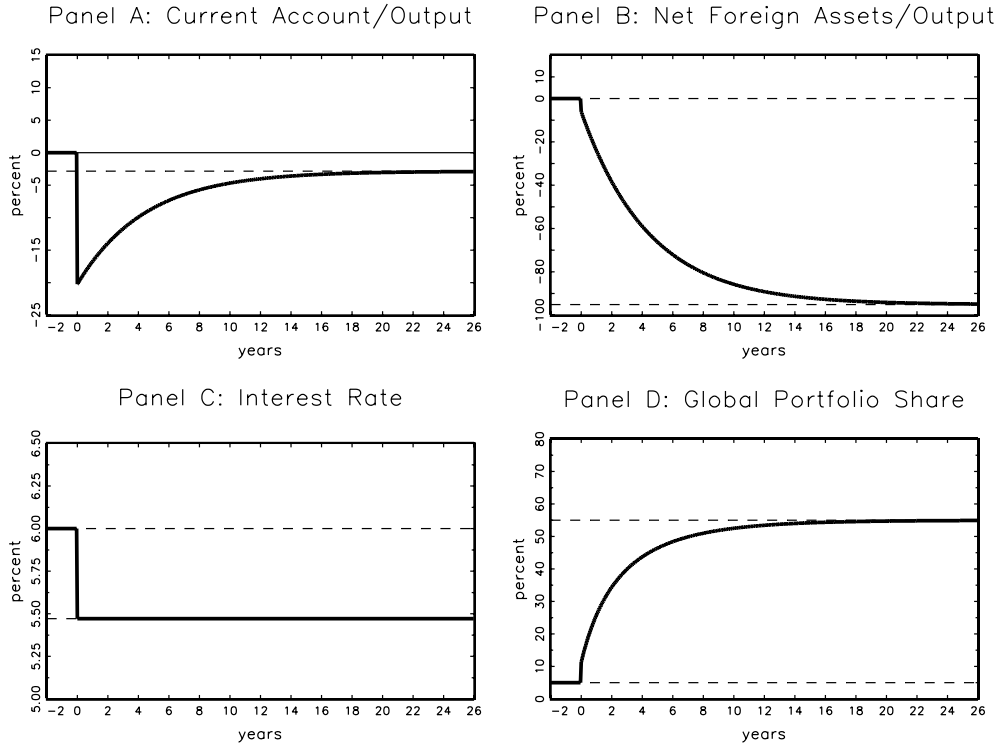 Panel A: Current Account/Output
15
10
5
0
−5
−15
−25
percent
−2 0 2 4 6 8 10 12 14 16 18 20 22 24 26
years
Panel B: Net Foreign Assets/Output
10
0
−20
−40
−60
−80
−100
percent
−2 0 2 4 6 8 10 12 14 16 18 20 22 24 26
years
Panel C: Interest Rate
6.50
6.25
6.00
5.75
5.50
5.25
5.00
percent
−2 0 2 4 6 8 10 12 14 16 18 20 22 24 26
years
Panel D: Global Portfolio Share
80
70
60
50
40
30
20
10
0
percent
−2 0 2 4 6 8 10 12 14 16 18 20 22 24 26
years